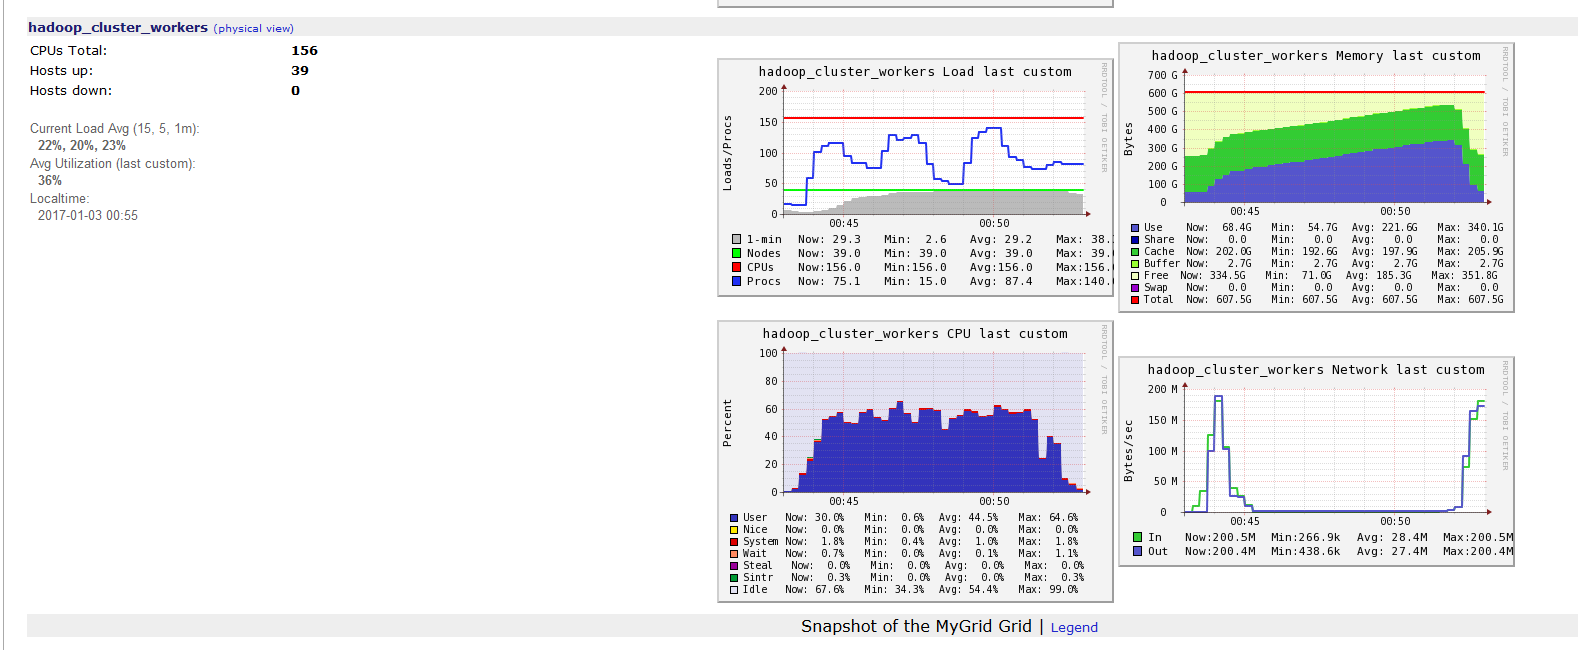 hadoop_cluster_workers (physical view)
CPUs Total: 156
Hosts up: 39
Hosts down: 0
Current Load Avg (15, 5, 1m):
22%, 20%, 23%
Avg Utilization (last custom):
36%
Localtime:
2017-01-03 00:55
hadoop_cluster_workers Load last custom
RRDTOOL / TOBI OETIKER
Loads/Procs
200
150
100
50
0
00:45 00:50
1-min Now: 29.3 Min: 2.6 Avg: 29.2 Max: 38.
Nodes Now: 39.0 Min: 39.0 Avg: 39.0 Max: 39.
CPUs Now:156.0 Min:156.0 Avg:156.0 Max:156.
Procs Now: 75.1 Min: 15.0 Avg: 87.4 Max:140.
hadoop_cluster_workers Memory last custom
RRDTOOL / TOBI OETIKER
Bytes
700 G
600 G
500 G
400 G
300 G
200 G
100 G
0
00:45 00:50
Use Now: 68.4G Min: 54.7G Avg: 221.6G Max: 340.1G
Share Now: 0.0 Min: 0.0 Avg: 0.0 Max: 0.0
Cache Now: 202.0G Min: 192.6G Avg: 197.9G Max: 205.9G
Buffer Now: 2.7G Min: 2.7G Avg: 2.7G Max: 2.7G
Free Now: 334.5G Min: 71.0G Avg: 185.3G Max: 351.8G
Swap Now: 0.0 Min: 0.0 Avg: 0.0 Max: 0.0
Total Now: 607.5G Min: 607.5G Avg: 607.5G Max: 607.5G
hadoop_cluster_workers CPU last custom
RRDTOOL / TOBI OETIKER
Percent
100
80
60
40
20
0
00:45 00:50
User Now: 30.0% Min: 0.6% Avg: 44.5% Max: 64.6%
Nice Now: 0.0% Min: 0.0% Avg: 0.0% Max: 0.0%
System Now: 1.8% Min: 0.4% Avg: 1.0% Max: 1.8%
Wait Now: 0.7% Min: 0.0% Avg: 0.1% Max: 1.1%
Steal Now: 0.0% Min: 0.0% Avg: 0.0% Max: 0.0%
Sintr Now: 0.3% Min: 0.0% Avg: 0.0% Max: 0.3%
Idle Now: 67.6% Min: 34.3% Avg: 54.4% Max: 99.0%
hadoop_cluster_workers Network last custom
RRDTOOL / TOBI OETIKER
Bytes/sec
200 M
150 M
100 M
50 M
0
00:45 00:50
In Now:200.5M Min:266.9k Avg: 28.4M Max:200.5M
Out Now:200.4M Min:438.6k Avg: 27.4M Max:200.4M
Snapshot of the MyGrid Grid | Legend